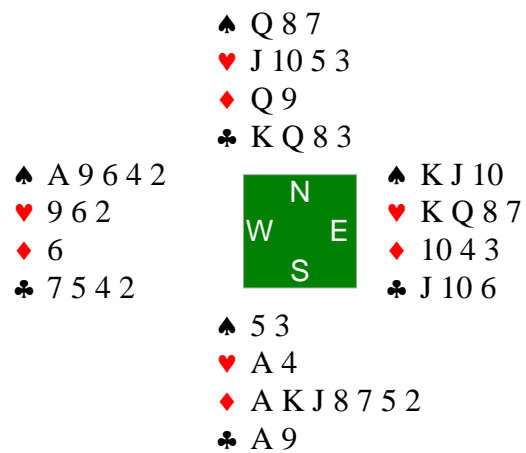 ♠ Q 8 7
♥ J 10 5 3
♦ Q 9
♣ K Q 8 3
♠ A 9 6 4 2
♥ 9 6 2
♦ 6
♣ 7 5 4 2
N
W E
S
♠ K J 10
♥ K Q 8 7
♦ 10 4 3
♣ J 10 6
♠ 5 3
♥ A 4
♦ A K J 8 7 5 2
♣ A 9